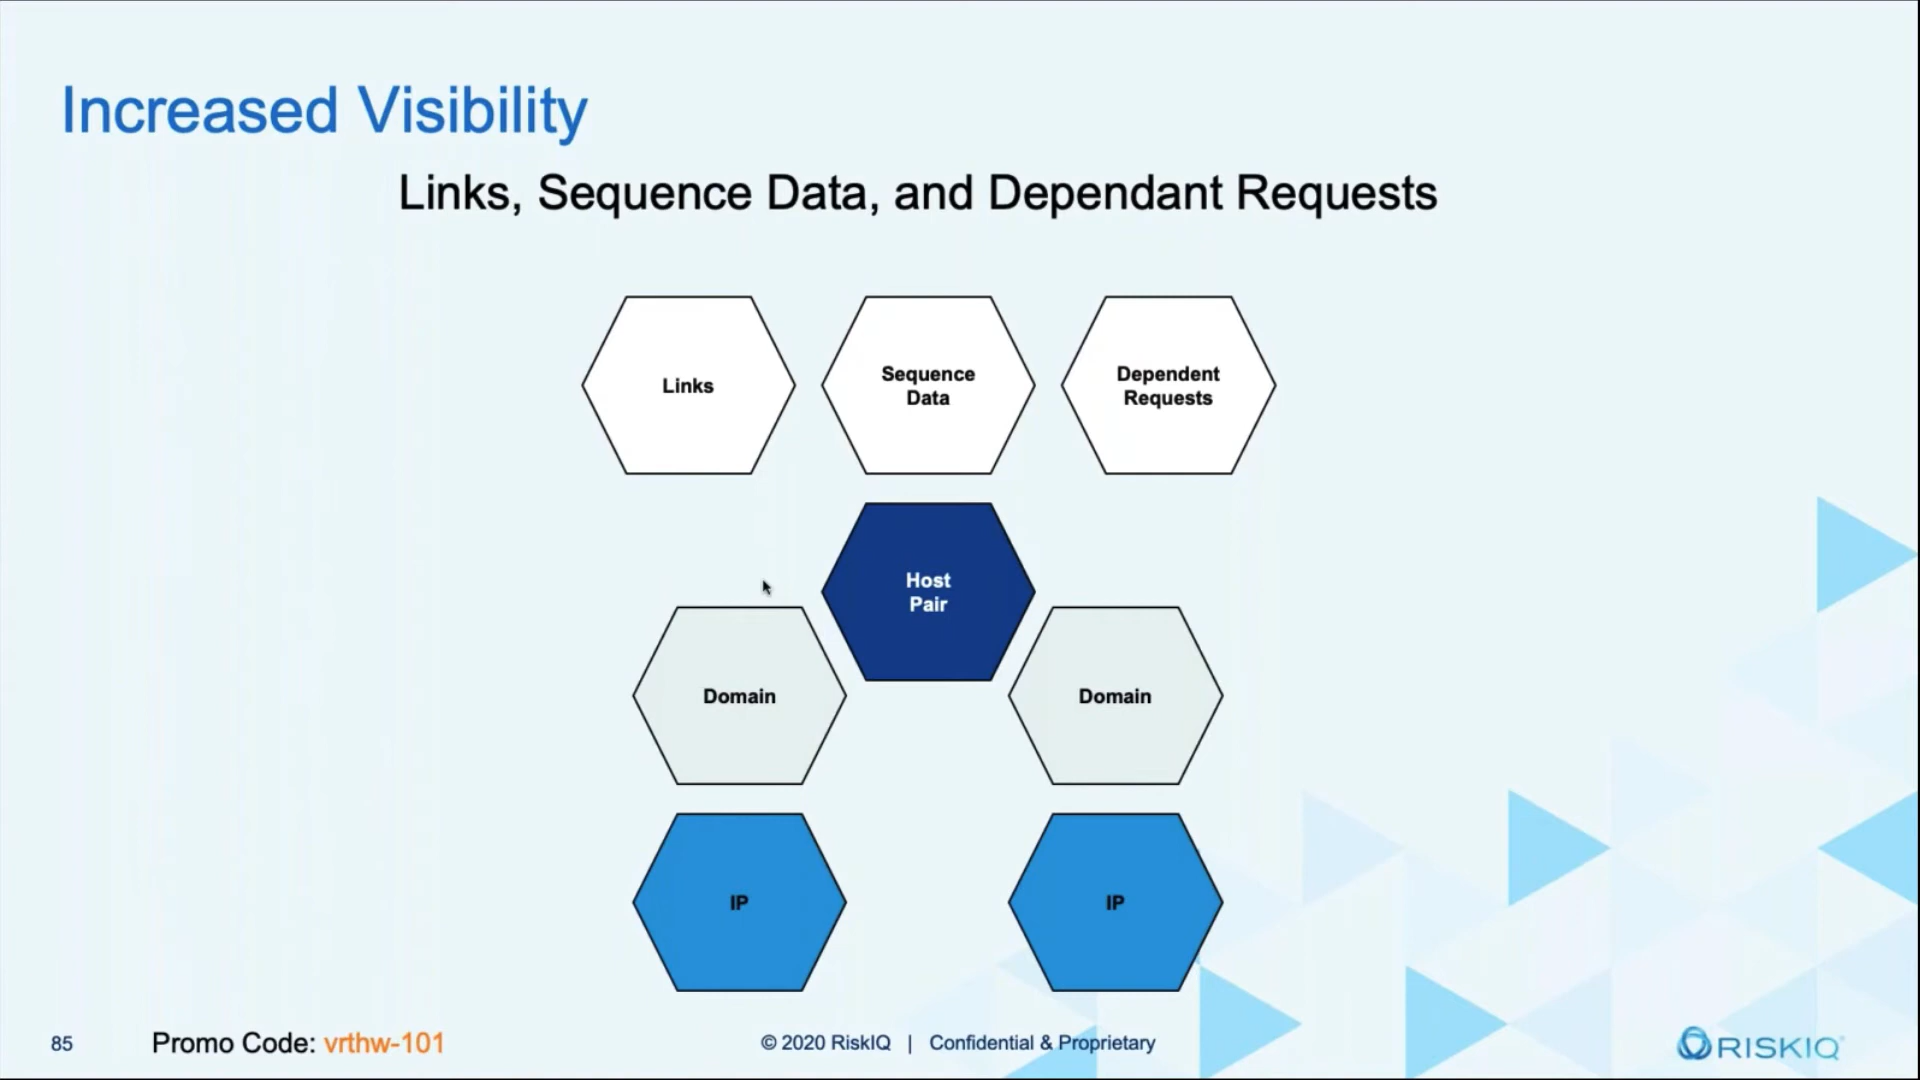 Increased Visibility
Links, Sequence Data, and Dependant Requests
Links
Sequence
Data
Dependent
Requests
Host
Pair
Domain
Domain
IP
IP
85
Promo Code: vrthw-101
© 2020 RiskIQ | Confidential & Proprietary
RISKIQ